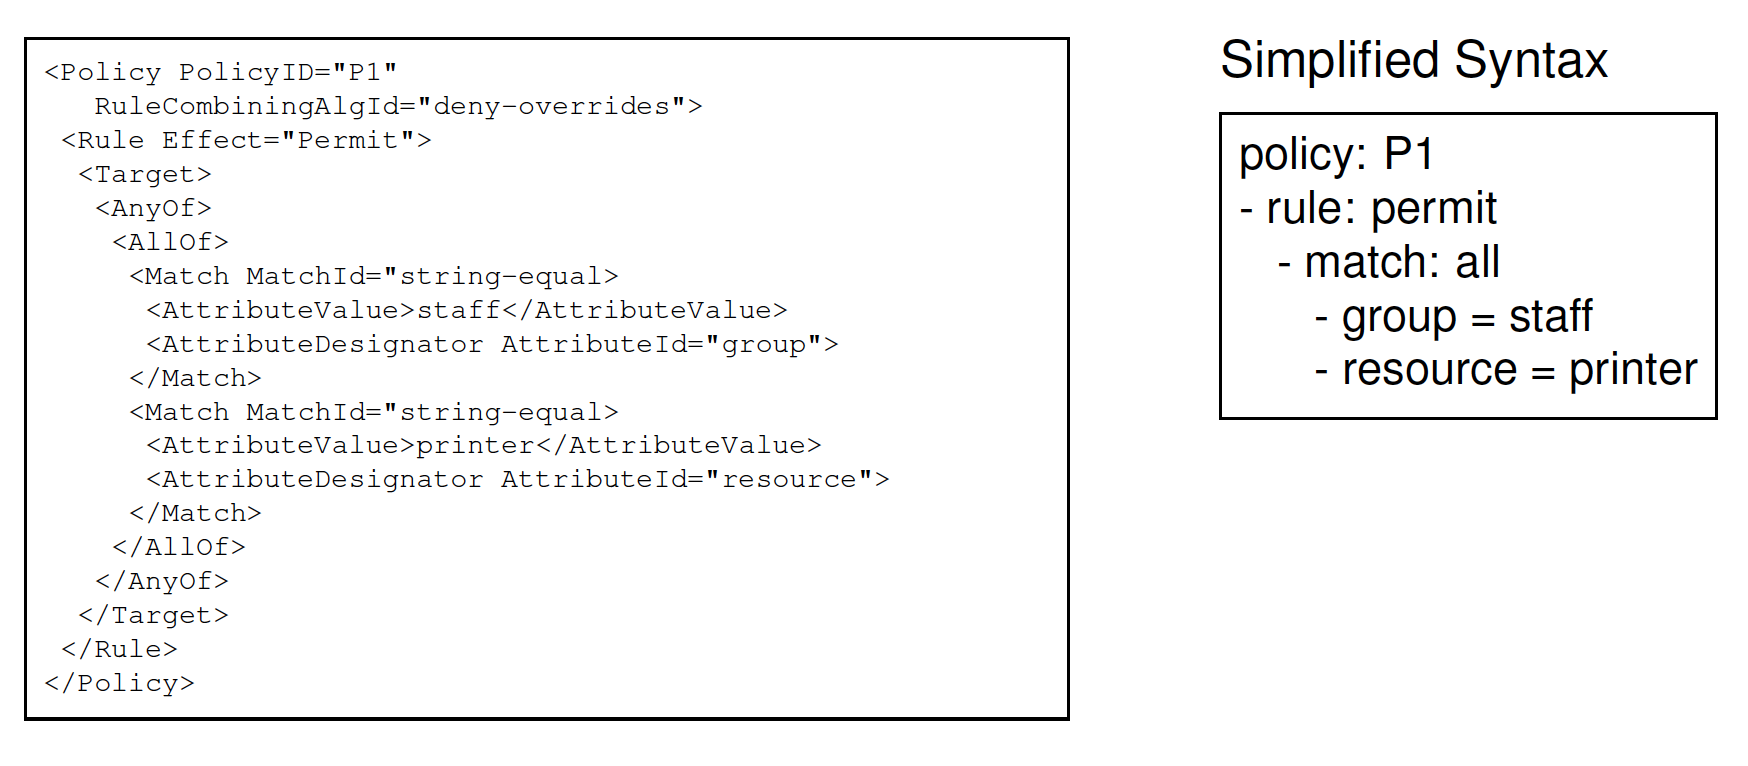 <Policy PolicyID="P1"
RuleCombiningAlgId="deny-overrides">
<Rule Effect="Permit">
<Target>
<AnyOf>
<AllOf>
<Match MatchId="string-equal>
<AttributeValue>staff</AttributeValue>
<AttributeDesignator AttributeId="group">
</Match>
<Match MatchId="string-equal>
<AttributeValue>printer</AttributeValue>
<AttributeDesignator AttributeId="resource">
</Match>
</AllOf>
</AnyOf>
</Target>
</Rule>
</Policy>
Simplified Syntax
policy: P1
- rule: permit
- match: all
- group = staff
- resource = printer